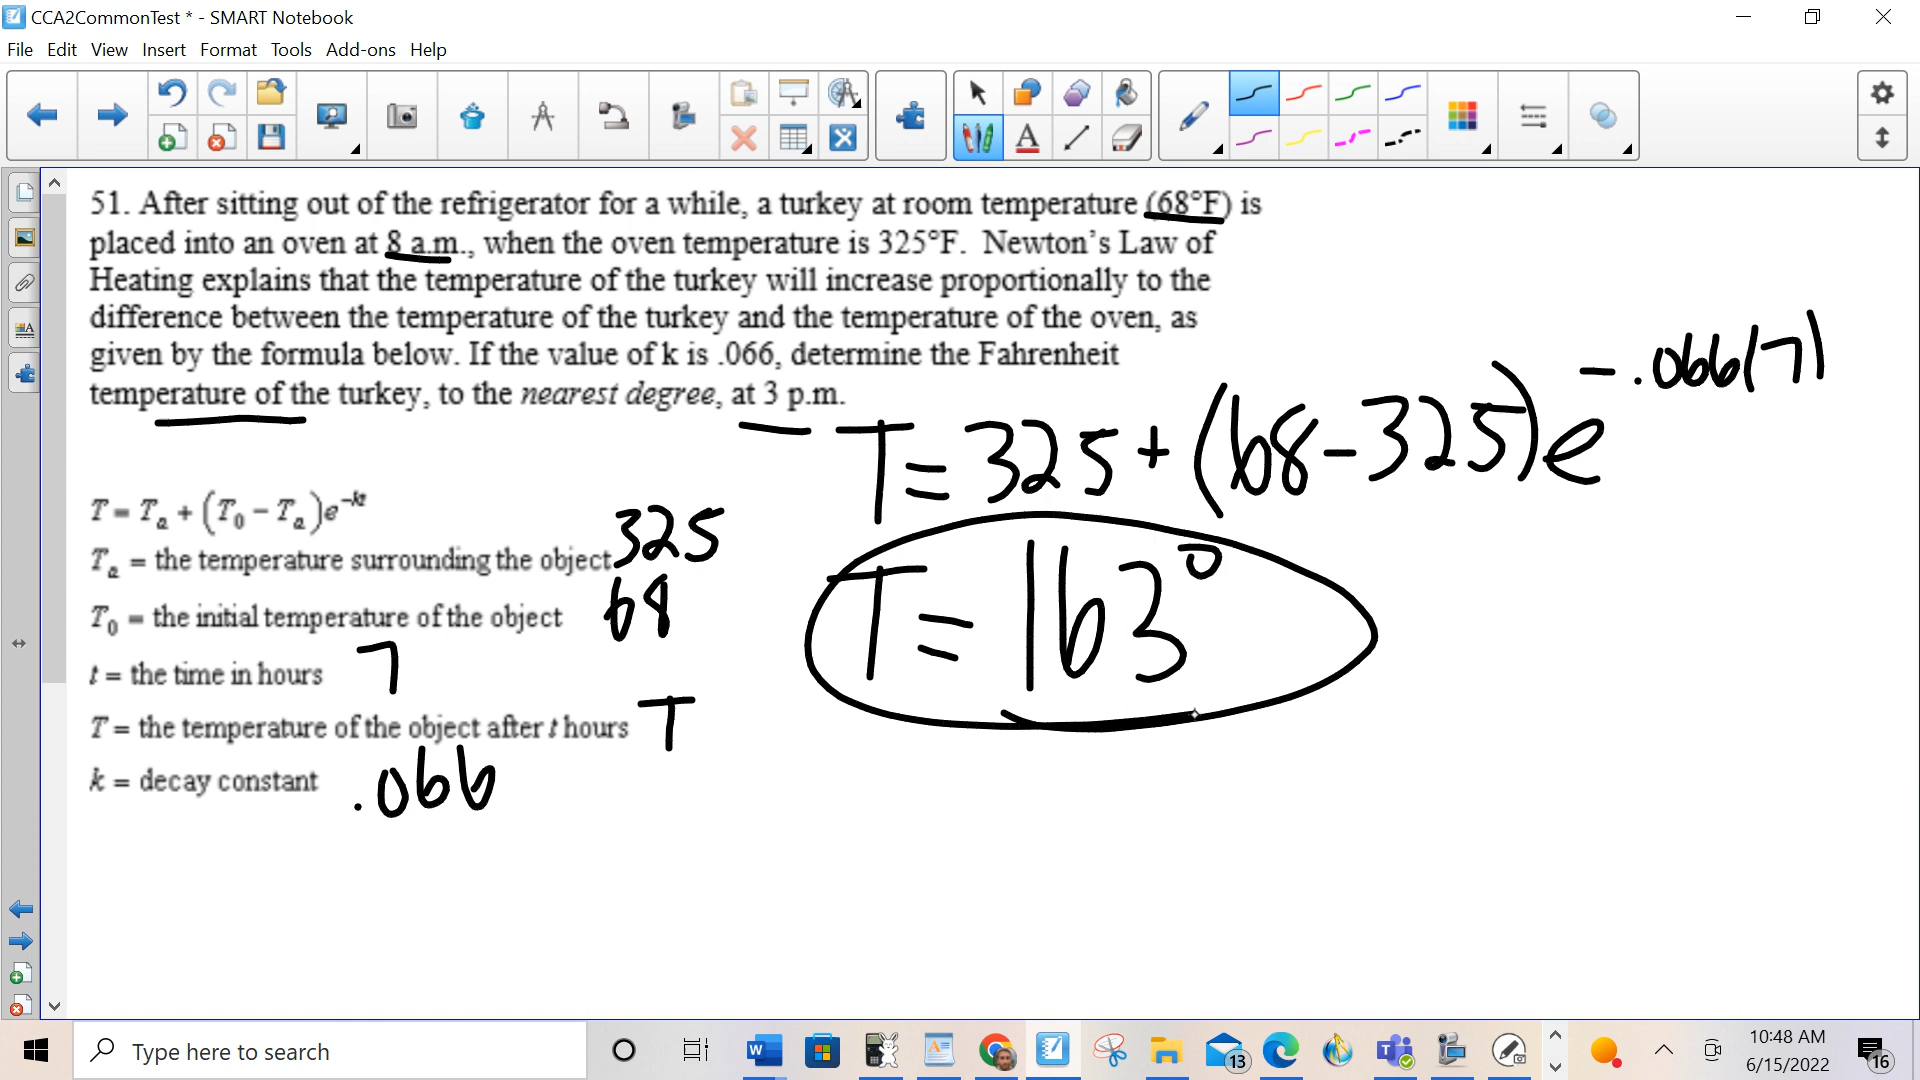 CCA2CommonTest * - SMART Notebook
File Edit View Insert Format Tools Add-ons Help
51. After sitting out of the refrigerator for a while, a turkey at room temperature (68°F) is
placed into an oven at 8 a.m., when the oven temperature is 325°F. Newton's Law of
Heating explains that the temperature of the turkey will increase proportionally to the
difference between the temperature of the turkey and the temperature of the oven, as
given by the formula below. If the value of k is .066, determine the Fahrenheit
temperature of the turkey, to the nearest degree, at 3 p.m.
T = 325 + (68 - 325)e^-.066(7)
T = Tₐ + (T₀ - Tₐ)e^-kt
T = 163°
Tₐ = the temperature surrounding the object 325
T₀ = the initial temperature of the object 68
t = the time in hours 7
T = the temperature of the object after t hours T
k = decay constant .066
Type here to search
13
10:48 AM
6/15/2022
16